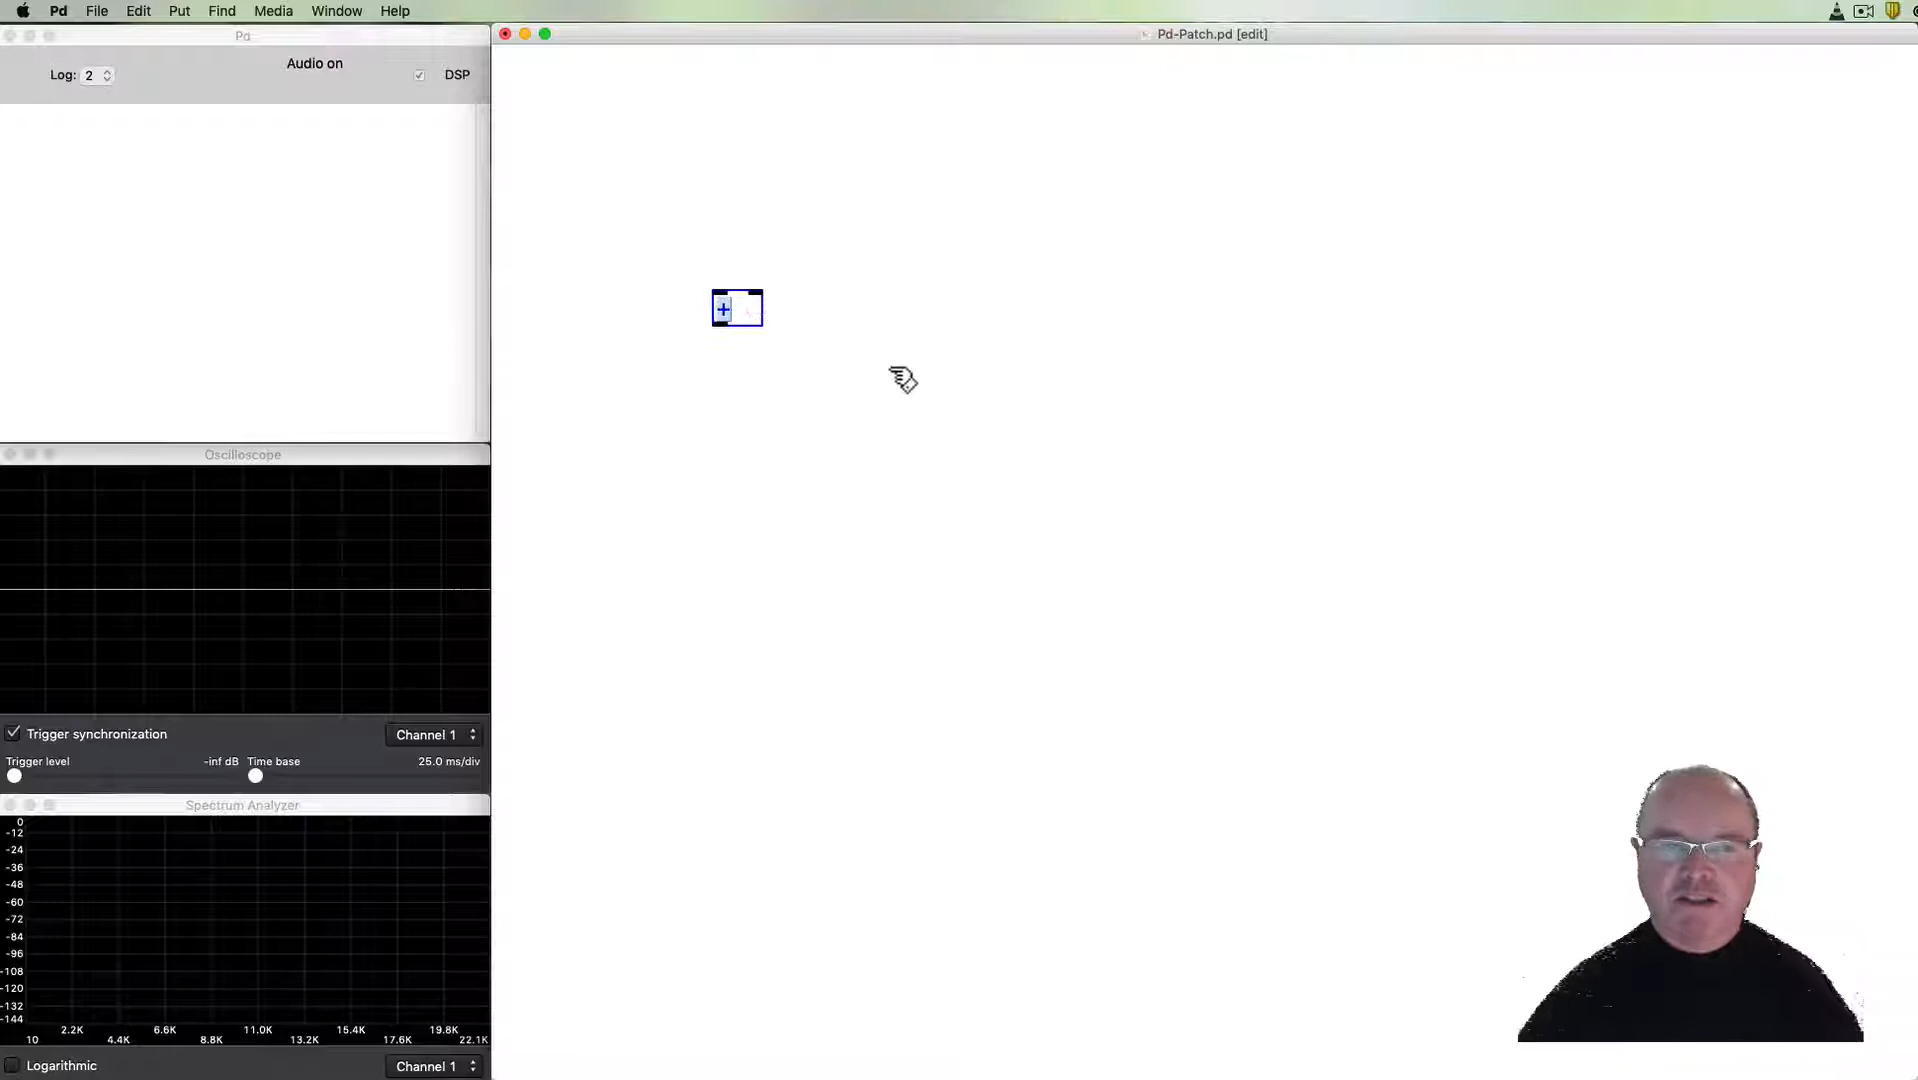 Pd File Edit Put Find Media Window Help
Pd
Audio on
Log: 2
DSP
Pd-Patch.pd [edit]
+
Oscilloscope
Trigger synchronization
Channel 1
Trigger level
-inf dB
Time base
25.0 ms/div
Spectrum Analyzer
0
-12
-24
-36
-48
-60
-72
-84
-96
-108
-120
-132
-144
2.2K 6.6K 11.0K 15.4K 19.8K
10 4.4K 8.8K 13.2K 17.6K 22.1K
Logarithmic
Channel 1